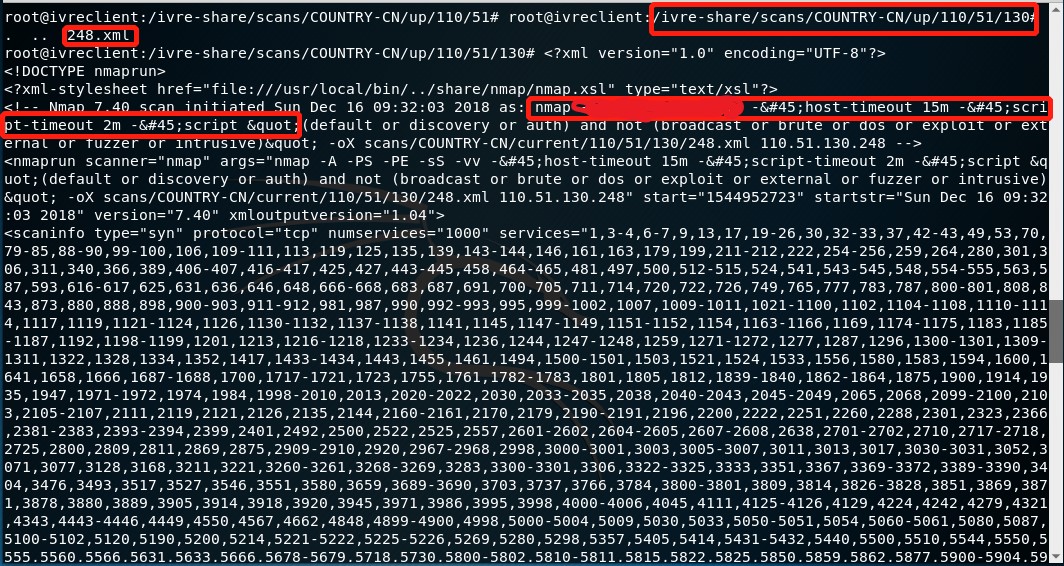 root@ivreclient:/ivre-share/scans/COUNTRY-CN/up/110/51# root@ivreclient:/ivre-share/scans/COUNTRY-CN/up/110/51/130#
.  ..  248.xml
root@ivreclient:/ivre-share/scans/COUNTRY-CN/up/110/51/130# <?xml version="1.0" encoding="UTF-8"?>
<!DOCTYPE nmaprun>
<?xml-stylesheet href="file:///usr/local/bin/../share/nmap/nmap.xsl" type="text/xsl"?>
<!-- Nmap 7.40 scan initiated Sun Dec 16 09:32:03 2018 as: nmap -&#45;host-timeout 15m -&#45;scri
pt-timeout 2m -&#45;script &quot;(default or discovery or auth) and not (broadcast or brute or dos or exploit or ext
ernal or fuzzer or intrusive)&quot; -oX scans/COUNTRY-CN/current/110/51/130/248.xml 110.51.130.248 -->
<nmaprun scanner="nmap" args="nmap -A -PS -PE -sS -vv -&#45;host-timeout 15m -&#45;script-timeout 2m -&#45;script &q
uot;(default or discovery or auth) and not (broadcast or brute or dos or exploit or external or fuzzer or intrusive)
&quot; -oX scans/COUNTRY-CN/current/110/51/130/248.xml 110.51.130.248" start="1544952723" startstr="Sun Dec 16 09:32
:03 2018" version="7.40" xmloutputversion="1.04">
<scaninfo type="syn" protocol="tcp" numservices="1000" services="1,3-4,6-7,9,13,17,19-26,30,32-33,37,42-43,49,53,70,
79-85,88-90,99-100,106,109-111,113,119,125,135,139,143-144,146,161,163,179,199,211-212,222,254-256,259,264,280,301,3
06,311,340,366,389,406-407,416-417,425,427,443-445,458,464-465,481,497,500,512-515,524,541,543-545,548,554-555,563,5
87,593,616-617,625,631,636,646,648,666-668,683,687,691,700,705,711,714,720,722,726,749,765,777,783,787,800-801,808,8
43,873,880,888,898,900-903,911-912,981,987,990,992-993,995,999-1002,1007,1009-1011,1021-1100,1102,1104-1108,1110-111
4,1117,1119,1121-1124,1126,1130-1132,1137-1138,1141,1145,1147-1149,1151-1152,1154,1163-1166,1169,1174-1175,1183,1185
-1187,1192,1198-1199,1201,1213,1216-1218,1233-1234,1236,1244,1247-1248,1259,1271-1272,1277,1287,1296,1300-1301,1309-
1311,1322,1328,1334,1352,1417,1433-1434,1443,1455,1461,1494,1500-1501,1503,1521,1524,1533,1556,1580,1583,1594,1600,1
641,1658,1666,1687-1688,1700,1717-1721,1723,1755,1761,1782-1783,1801,1805,1812,1839-1840,1862-1864,1875,1900,1914,19
35,1947,1971-1972,1974,1984,1998-2010,2013,2020-2022,2030,2033-2035,2038,2040-2043,2045-2049,2065,2068,2099-2100,210
3,2105-2107,2111,2119,2121,2126,2135,2144,2160-2161,2170,2179,2190-2191,2196,2200,2222,2251,2260,2288,2301,2323,2366
,2381-2383,2393-2394,2399,2401,2492,2500,2522,2525,2557,2601-2602,2604-2605,2607-2608,2638,2701-2702,2710,2717-2718,
2725,2800,2809,2811,2869,2875,2909-2910,2920,2967-2968,2998,3000-3001,3003,3005-3007,3011,3013,3017,3030-3031,3052,3
071,3077,3128,3168,3211,3221,3260-3261,3268-3269,3283,3300-3301,3306,3322-3325,3333,3351,3367,3369-3372,3389-3390,34
04,3476,3493,3517,3527,3546,3551,3580,3659,3689-3690,3703,3737,3766,3784,3800-3801,3809,3814,3826-3828,3851,3869,387
1,3878,3880,3889,3905,3914,3918,3920,3945,3971,3986,3995,3998,4000-4006,4045,4111,4125-4126,4129,4224,4242,4279,4321
,4343,4443-4446,4449,4550,4567,4662,4848,4899-4900,4998,5000-5004,5009,5030,5033,5050-5051,5054,5060-5061,5080,5087,
5100-5102,5120,5190,5200,5214,5221-5222,5225-5226,5269,5280,5298,5357,5405,5414,5431-5432,5440,5500,5510,5544,5550,5
555,5560,5566,5631,5633,5666,5678-5679,5718,5730,5800-5802,5810-5811,5815,5822,5825,5850,5859,5862,5877,5900-5904,59